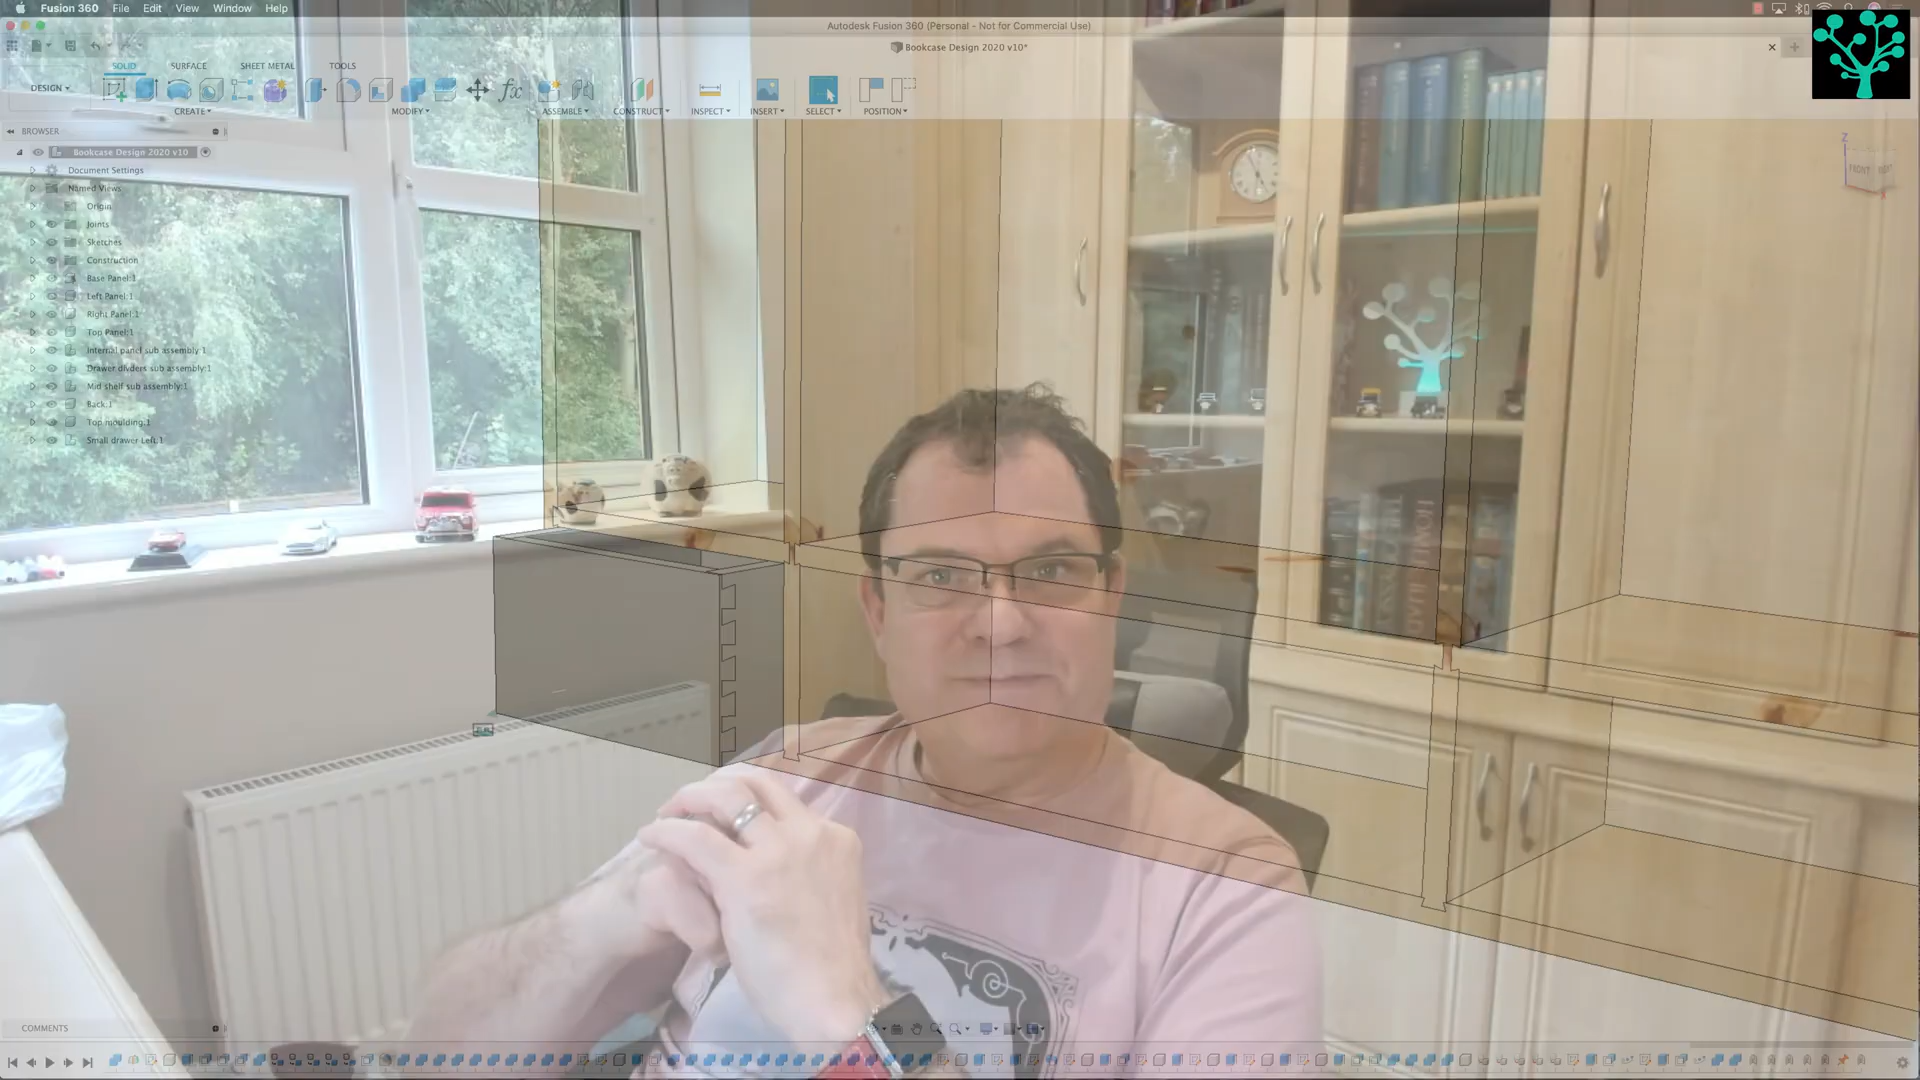 Fusion 360 File Edit View Window Help
Autodesk Fusion 360 (Personal - Not for Commercial Use)
Bookcase Design 2020 v10*
SOLID SURFACE SHEET METAL TOOLS
DESIGN
CREATE MODIFY ASSEMBLE CONSTRUCT INSPECT INSERT SELECT POSITION
BROWSER
Bookcase Design 2020 v10
Document Settings
Named Views
Origin
Joints
Sketches
Construction
Base Panel:1
Left Panel:1
Right Panel:1
Top Panel:1
Internal panel sub assembly:1
Drawer dividers sub assembly:1
Mid shelf sub assembly:1
Back:1
Top moulding:1
Small drawer Left:1
Z
FRONT
RIGHT
COMMENTS